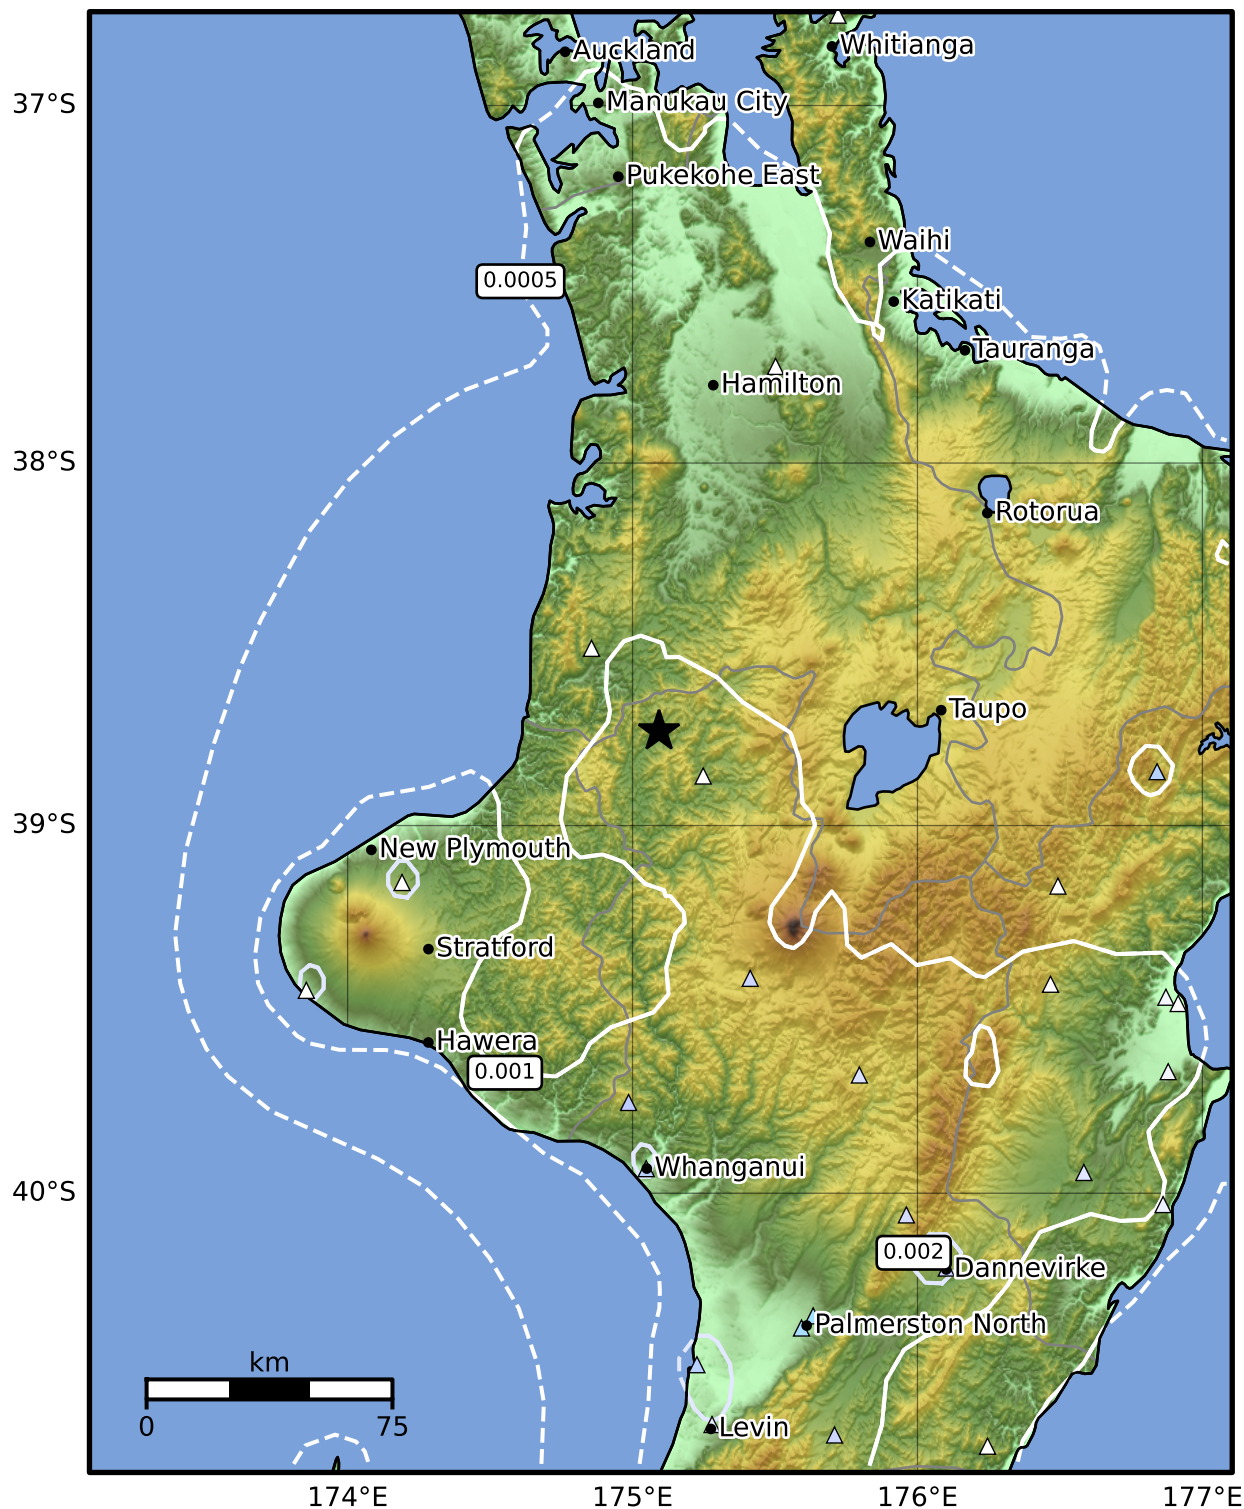 Auckland
Whitianga
37°S
Manukau City
Pukekohe East
Waihi
0.0005
Katikati
Tauranga
Hamilton
38°S
Rotorua
Taupo
39°S
New Plymouth
Stratford
Hawera
0.001
Whanganui
40°S
0.002
Dannevirke
Palmerston North
km
0 75
Levin
174°E 175°E 176°E 177°E